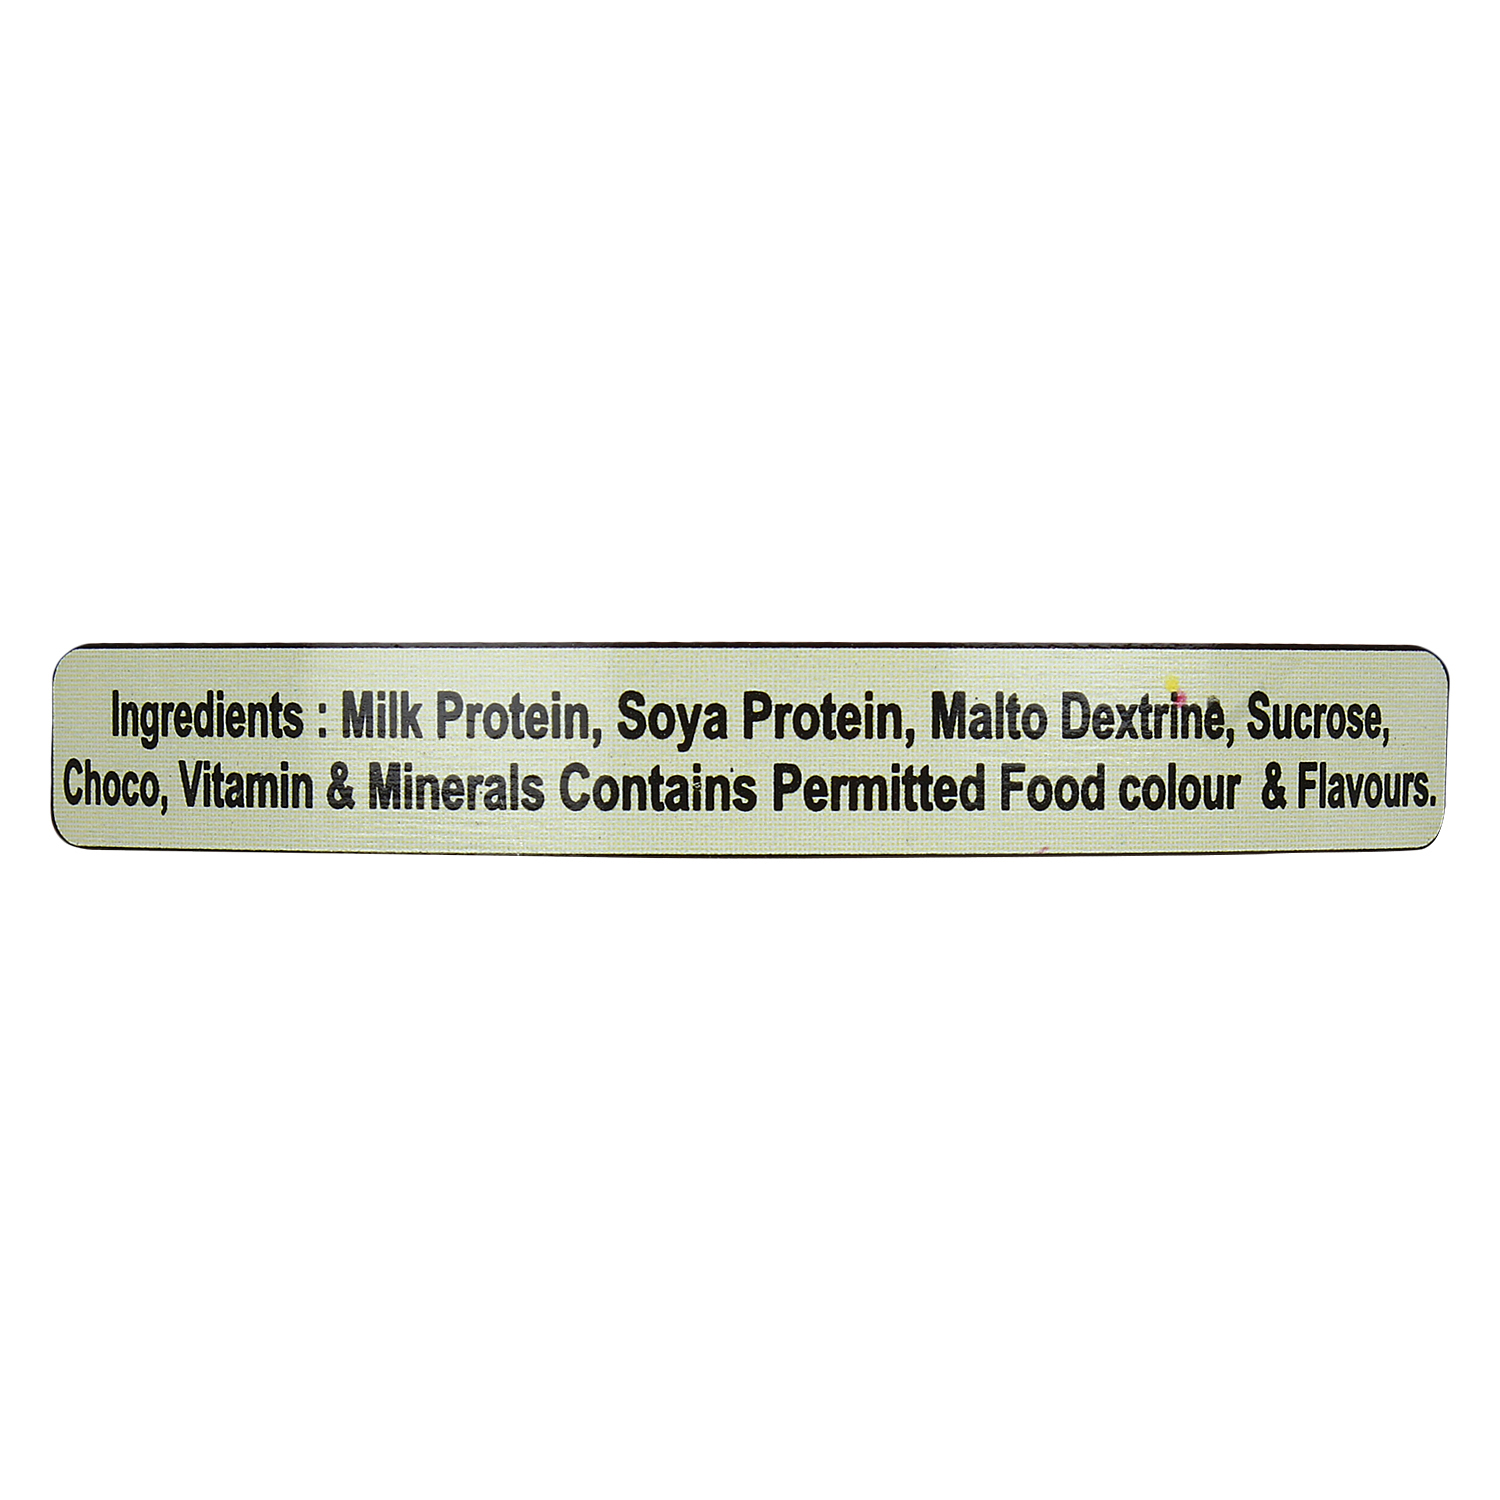 Ingredients : Milk Protein, Soya Protein, Malto Dextrine, Sucrose,
Choco, Vitamin & Minerals Contains Permitted Food colour & Flavours.